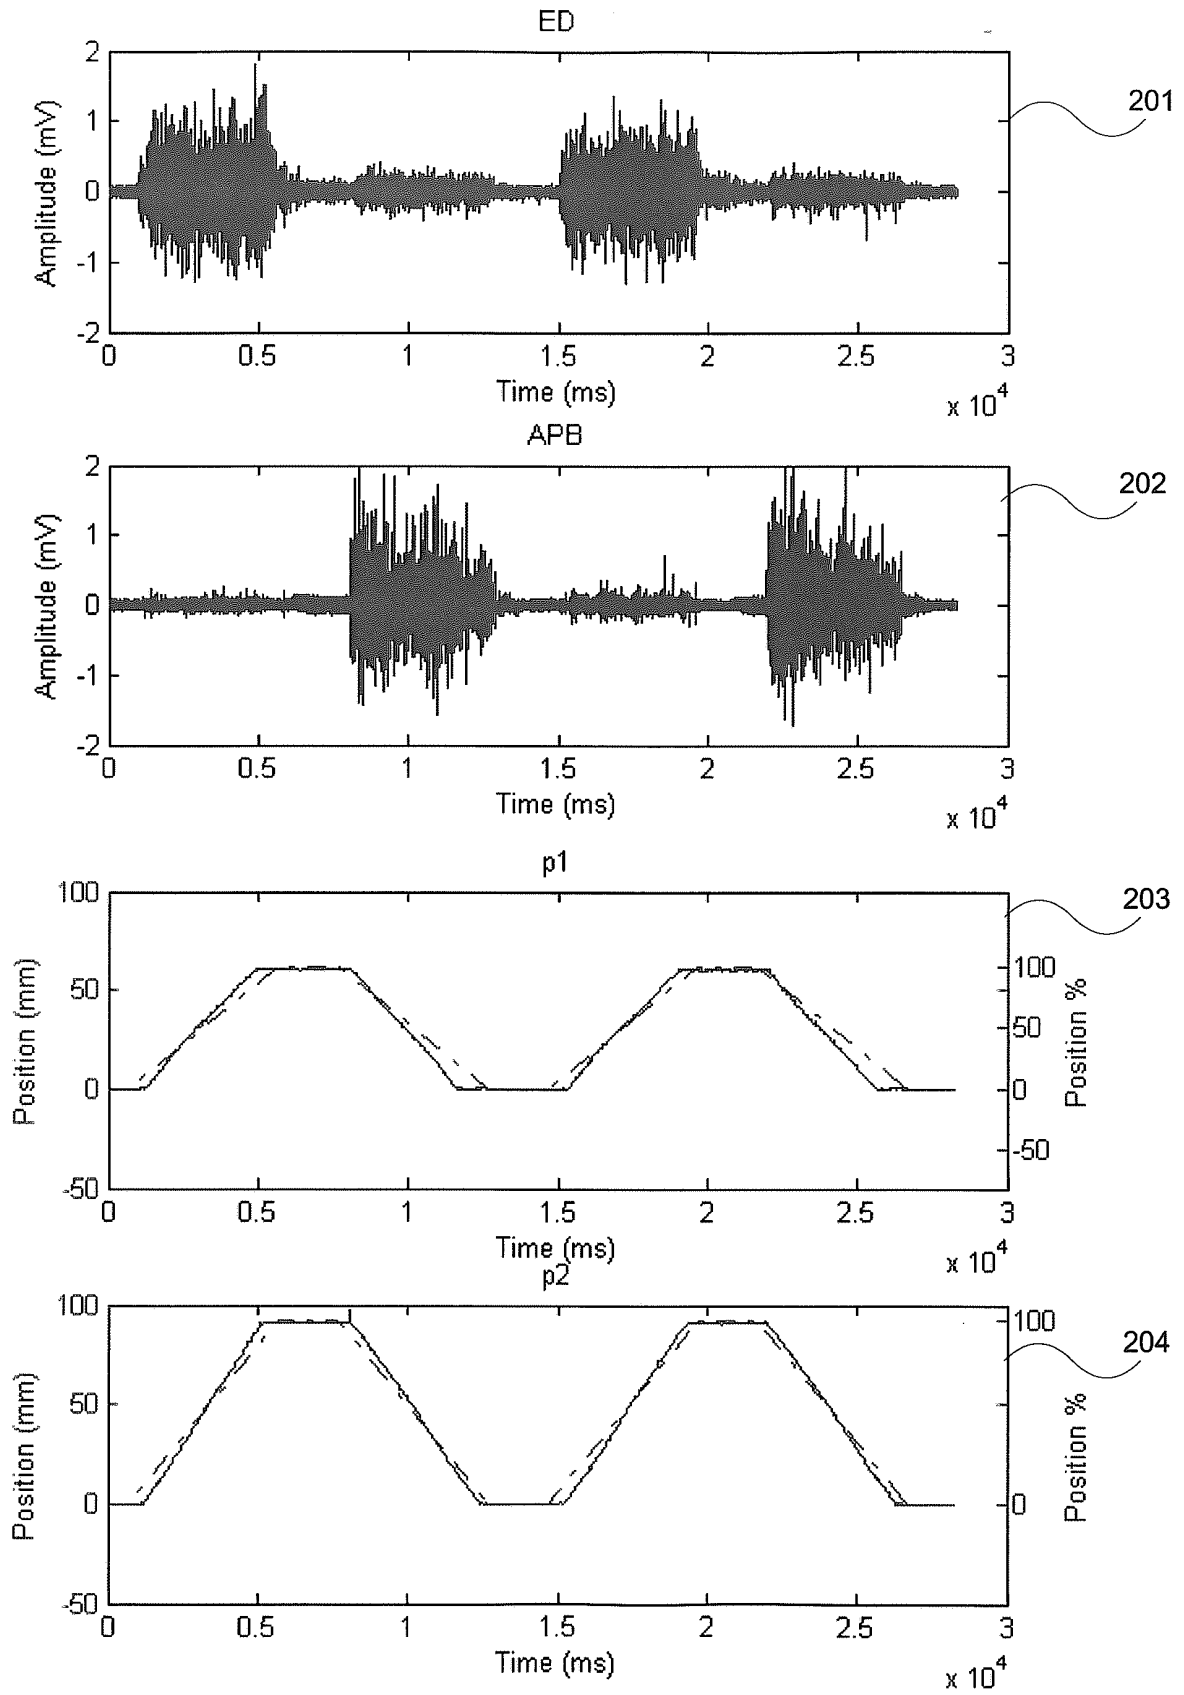 ED
2
1
0
-1
-2
Amplitude (mV)
0 0.5 1 1.5 2 2.5 3
Time (ms)
x 10^4
201
APB
2
1
0
-1
-2
Amplitude (mV)
0 0.5 1 1.5 2 2.5 3
Time (ms)
x 10^4
202
p1
100
50
0
-50
Position (mm)
100
50
0
-50
Position %
0 0.5 1 1.5 2 2.5 3
Time (ms)
x 10^4
203
p2
100
50
0
-50
Position (mm)
100
0
Position %
0 0.5 1 1.5 2 2.5 3
Time (ms)
x 10^4
204